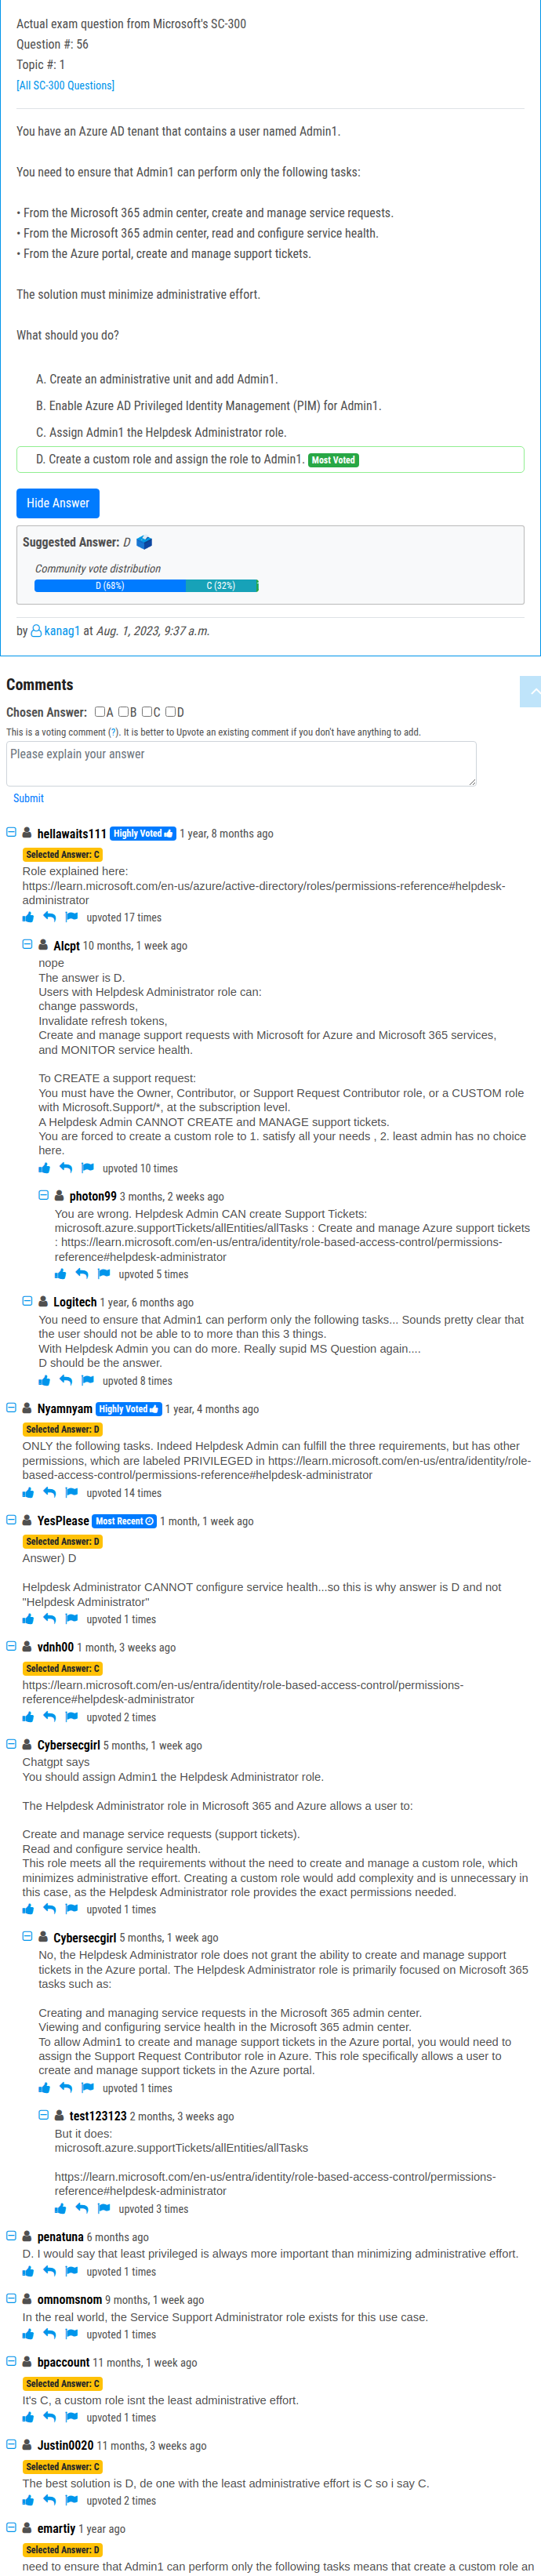 Actual exam question from Microsoft's SC-300
Question #: 56
Topic #: 1
[All SC-300 Questions]
You have an Azure AD tenant that contains a user named Admin1.
You need to ensure that Admin1 can perform only the following tasks:
• From the Microsoft 365 admin center, create and manage service requests.
• From the Microsoft 365 admin center, read and configure service health.
• From the Azure portal, create and manage support tickets.
The solution must minimize administrative effort.
What should you do?
A. Create an administrative unit and add Admin1.
B. Enable Azure AD Privileged Identity Management (PIM) for Admin1.
C. Assign Admin1 the Helpdesk Administrator role.
D. Create a custom role and assign the role to Admin1. Most Voted
Hide Answer
Suggested Answer: D
Community vote distribution
D (68%) C (32%)
by kanag1 at Aug. 1, 2023, 9:37 a.m.
Comments
Chosen Answer: A B C D
This is a voting comment (?). It is better to Upvote an existing comment if you don't have anything to add.
Please explain your answer
Submit
hellawaits111 Highly Voted 1 year, 8 months ago
Selected Answer: C
Role explained here:
https://learn.microsoft.com/en-us/azure/active-directory/roles/permissions-reference#helpdesk-
administrator
upvoted 17 times
Alcpt 10 months, 1 week ago
nope
The answer is D.
Users with Helpdesk Administrator role can:
change passwords,
Invalidate refresh tokens,
Create and manage support requests with Microsoft for Azure and Microsoft 365 services,
and MONITOR service health.
To CREATE a support request:
You must have the Owner, Contributor, or Support Request Contributor role, or a CUSTOM role
with Microsoft.Support/*, at the subscription level.
A Helpdesk Admin CANNOT CREATE and MANAGE support tickets.
You are forced to create a custom role to 1. satisfy all your needs , 2. least admin has no choice
here.
upvoted 10 times
photon99 3 months, 2 weeks ago
You are wrong. Helpdesk Admin CAN create Support Tickets:
microsoft.azure.supportTickets/allEntities/allTasks : Create and manage Azure support tickets
: https://learn.microsoft.com/en-us/entra/identity/role-based-access-control/permissions-
reference#helpdesk-administrator
upvoted 5 times
Logitech 1 year, 6 months ago
You need to ensure that Admin1 can perform only the following tasks... Sounds pretty clear that
the user should not be able to to more than this 3 things.
With Helpdesk Admin you can do more. Really supid MS Question again....
D should be the answer.
upvoted 8 times
Nyamnyam Highly Voted 1 year, 4 months ago
Selected Answer: D
ONLY the following tasks. Indeed Helpdesk Admin can fulfill the three requirements, but has other
permissions, which are labeled PRIVILEGED in https://learn.microsoft.com/en-us/entra/identity/role-
based-access-control/permissions-reference#helpdesk-administrator
upvoted 14 times
YesPlease Most Recent 1 month, 1 week ago
Selected Answer: D
Answer) D
Helpdesk Administrator CANNOT configure service health...so this is why answer is D and not
"Helpdesk Administrator"
upvoted 1 times
vdnh00 1 month, 3 weeks ago
Selected Answer: C
https://learn.microsoft.com/en-us/entra/identity/role-based-access-control/permissions-
reference#helpdesk-administrator
upvoted 2 times
Cybersecgirl 5 months, 1 week ago
Chatgpt says
You should assign Admin1 the Helpdesk Administrator role.
The Helpdesk Administrator role in Microsoft 365 and Azure allows a user to:
Create and manage service requests (support tickets).
Read and configure service health.
This role meets all the requirements without the need to create and manage a custom role, which
minimizes administrative effort. Creating a custom role would add complexity and is unnecessary in
this case, as the Helpdesk Administrator role provides the exact permissions needed.
upvoted 1 times
Cybersecgirl 5 months, 1 week ago
No, the Helpdesk Administrator role does not grant the ability to create and manage support
tickets in the Azure portal. The Helpdesk Administrator role is primarily focused on Microsoft 365
tasks such as:
Creating and managing service requests in the Microsoft 365 admin center.
Viewing and configuring service health in the Microsoft 365 admin center.
To allow Admin1 to create and manage support tickets in the Azure portal, you would need to
assign the Support Request Contributor role in Azure. This role specifically allows a user to
create and manage support tickets in the Azure portal.
upvoted 1 times
test123123 2 months, 3 weeks ago
But it does:
microsoft.azure.supportTickets/allEntities/allTasks
https://learn.microsoft.com/en-us/entra/identity/role-based-access-control/permissions-
reference#helpdesk-administrator
upvoted 3 times
penatuna 6 months ago
D. I would say that least privileged is always more important than minimizing administrative effort.
upvoted 1 times
omnomsnom 9 months, 1 week ago
In the real world, the Service Support Administrator role exists for this use case.
upvoted 1 times
bpaccount 11 months, 1 week ago
Selected Answer: C
It's C, a custom role isnt the least administrative effort.
upvoted 1 times
Justin0020 11 months, 3 weeks ago
Selected Answer: C
The best solution is D, de one with the least administrative effort is C so i say C.
upvoted 2 times
emartiy 1 year ago
Selected Answer: D
need to ensure that Admin1 can perform only the following tasks means that create a custom role an